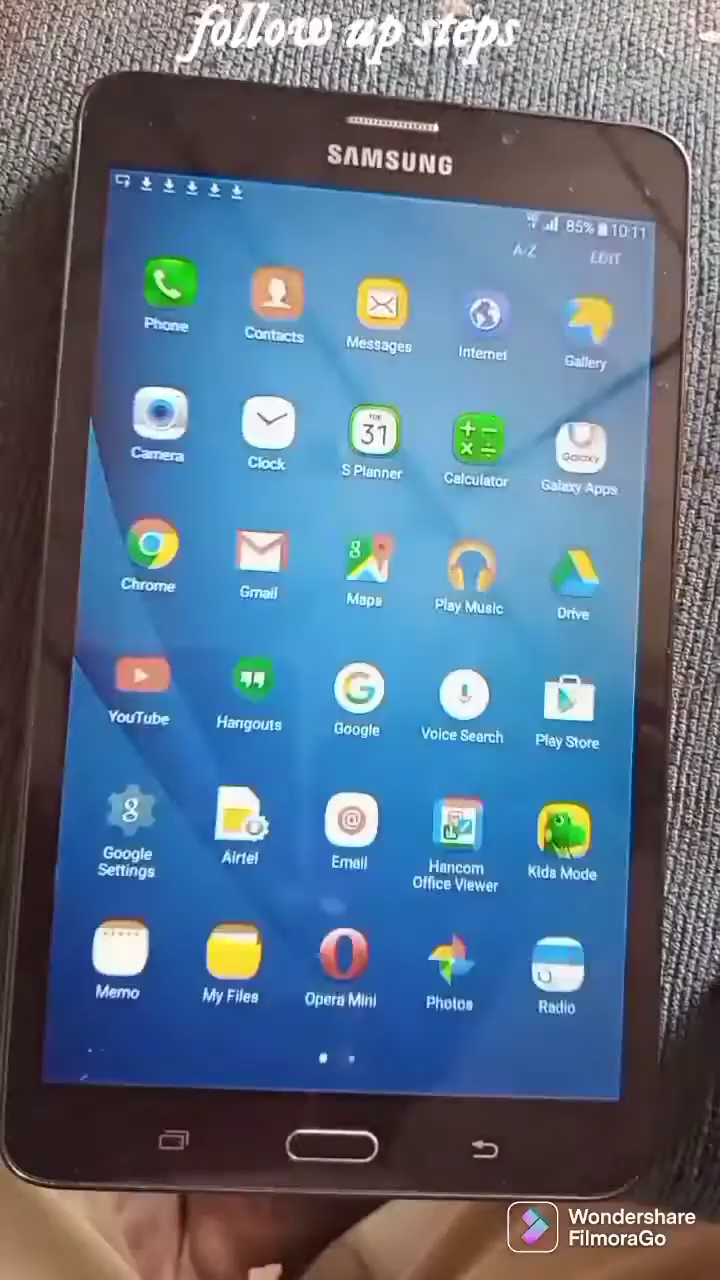 follow up steps
SAMSUNG
85% 10:11
A-Z EDIT
Phone Contacts Messages Internet Gallery
31
Camera Clock S Planner Calculator Galaxy Apps
Chrome Gmail Maps Play Music Drive
YouTube Hangouts Google Voice Search Play Store
Google Settings Airtel Email Hancom Office Viewer Kids Mode
Memo My Files Opera Mini Photos Radio
Wondershare
FilmoraGo